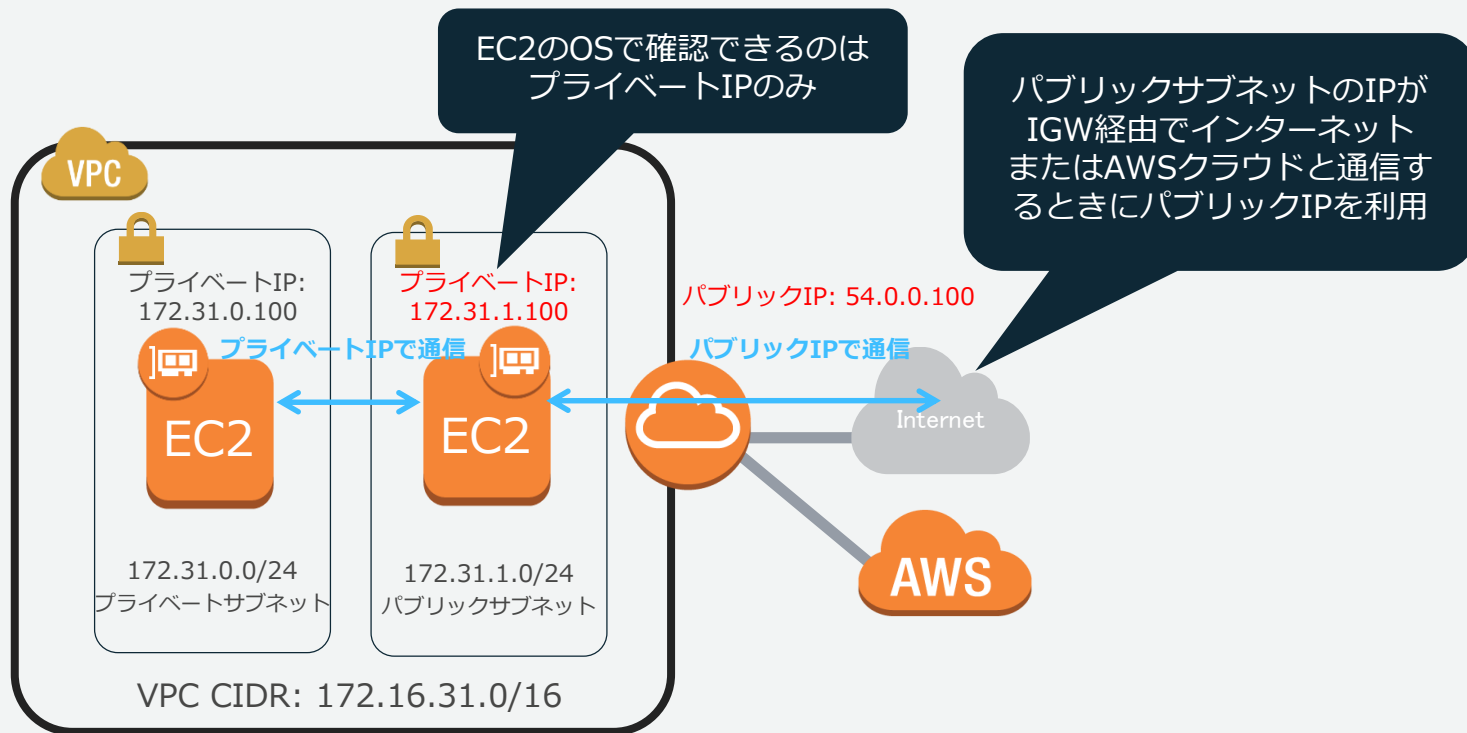 EC2のOSで確認できるのは
プライベートIPのみ
パブリックサブネットのIPが
IGW経由でインターネット
またはAWSクラウドと通信す
るときにパブリックIPを利用
VPC
プライベートIP:
172.31.0.100
プライベートIP:
172.31.1.100
パブリックIP: 54.0.0.100
プライベートIPで通信
パブリックIPで通信
EC2
EC2
Internet
AWS
172.31.0.0/24
プライベートサブネット
172.31.1.0/24
パブリックサブネット
VPC CIDR: 172.16.31.0/16